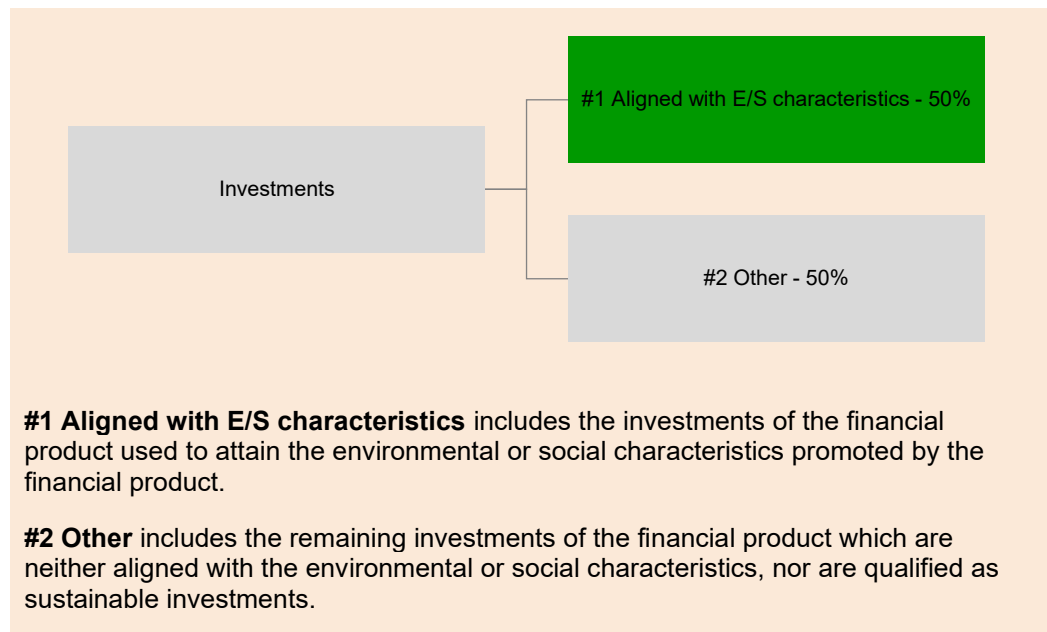 #1 Aligned with E/S characteristics - 50%
Investments
#2 Other - 50%
#1 Aligned with E/S characteristics includes the investments of the financial
product used to attain the environmental or social characteristics promoted by the
financial product.
#2 Other includes the remaining investments of the financial product which are
neither aligned with the environmental or social characteristics, nor are qualified as
sustainable investments.